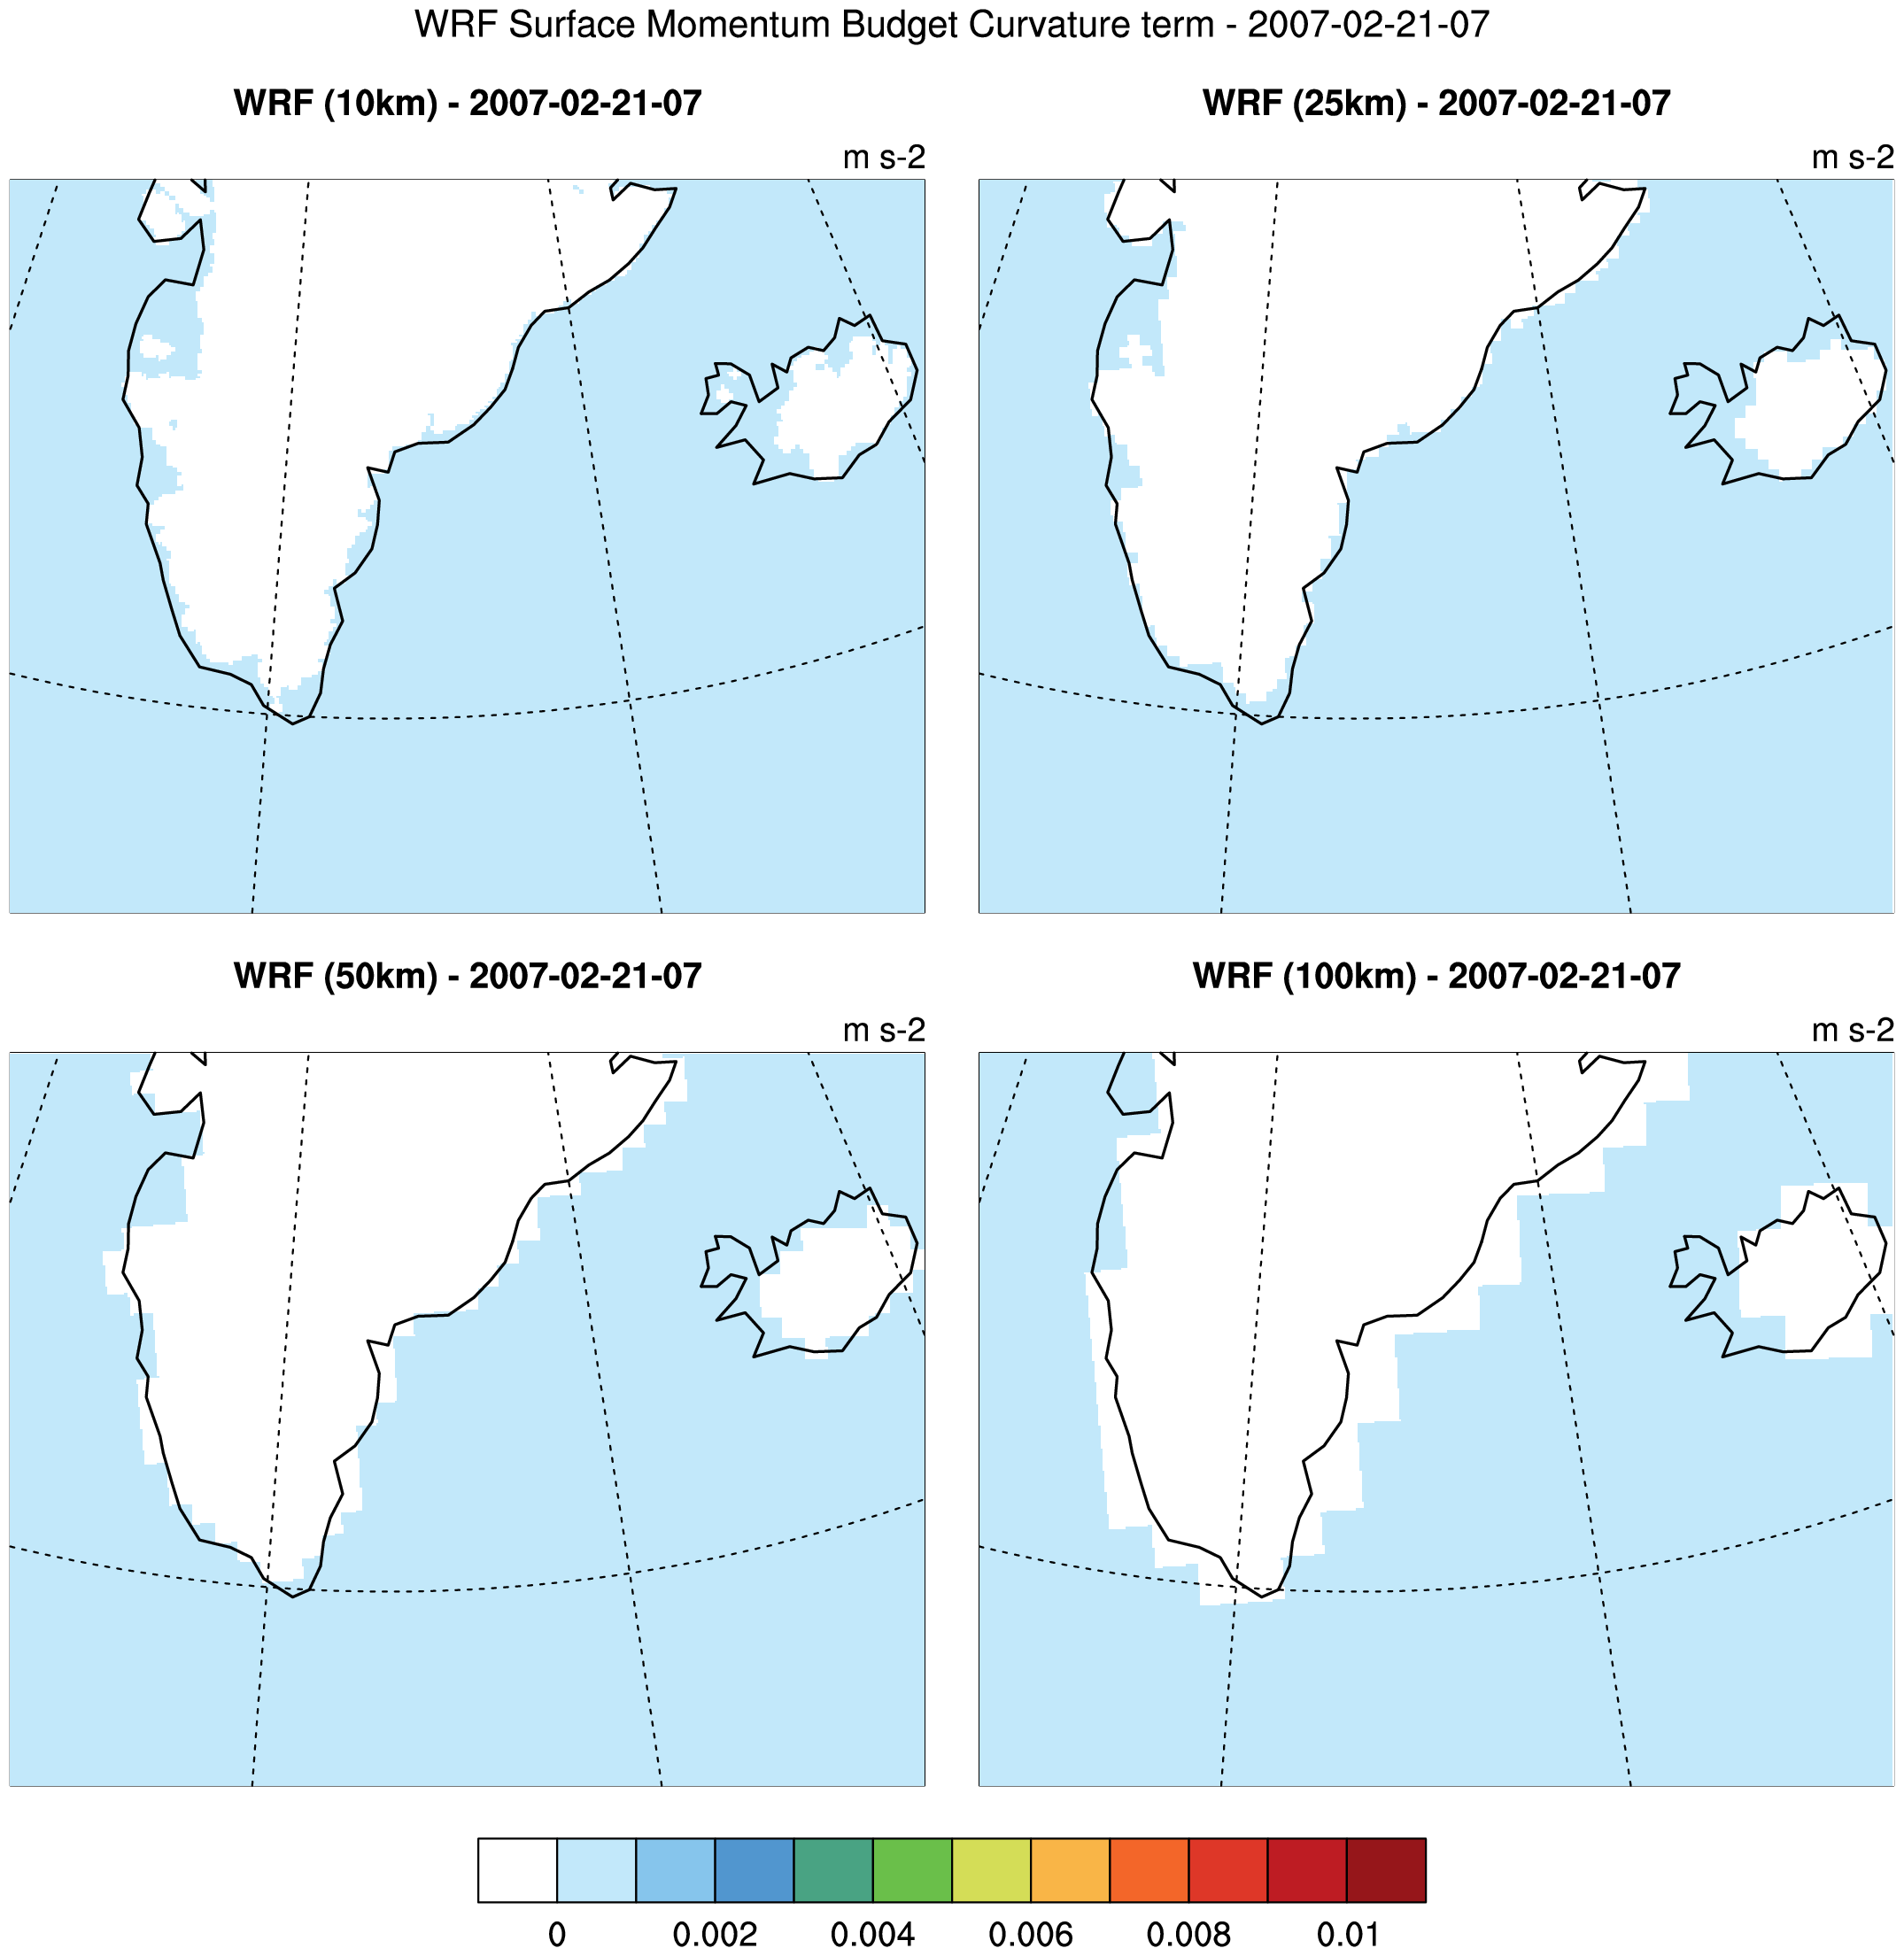 WRF Surface Momentum Budget Curvature term - 2007-02-21-07
WRF (10km) - 2007-02-21-07
m s-2
WRF (25km) - 2007-02-21-07
m s-2
WRF (50km) - 2007-02-21-07
m s-2
WRF (100km) - 2007-02-21-07
m s-2
0 0.002 0.004 0.006 0.008 0.01